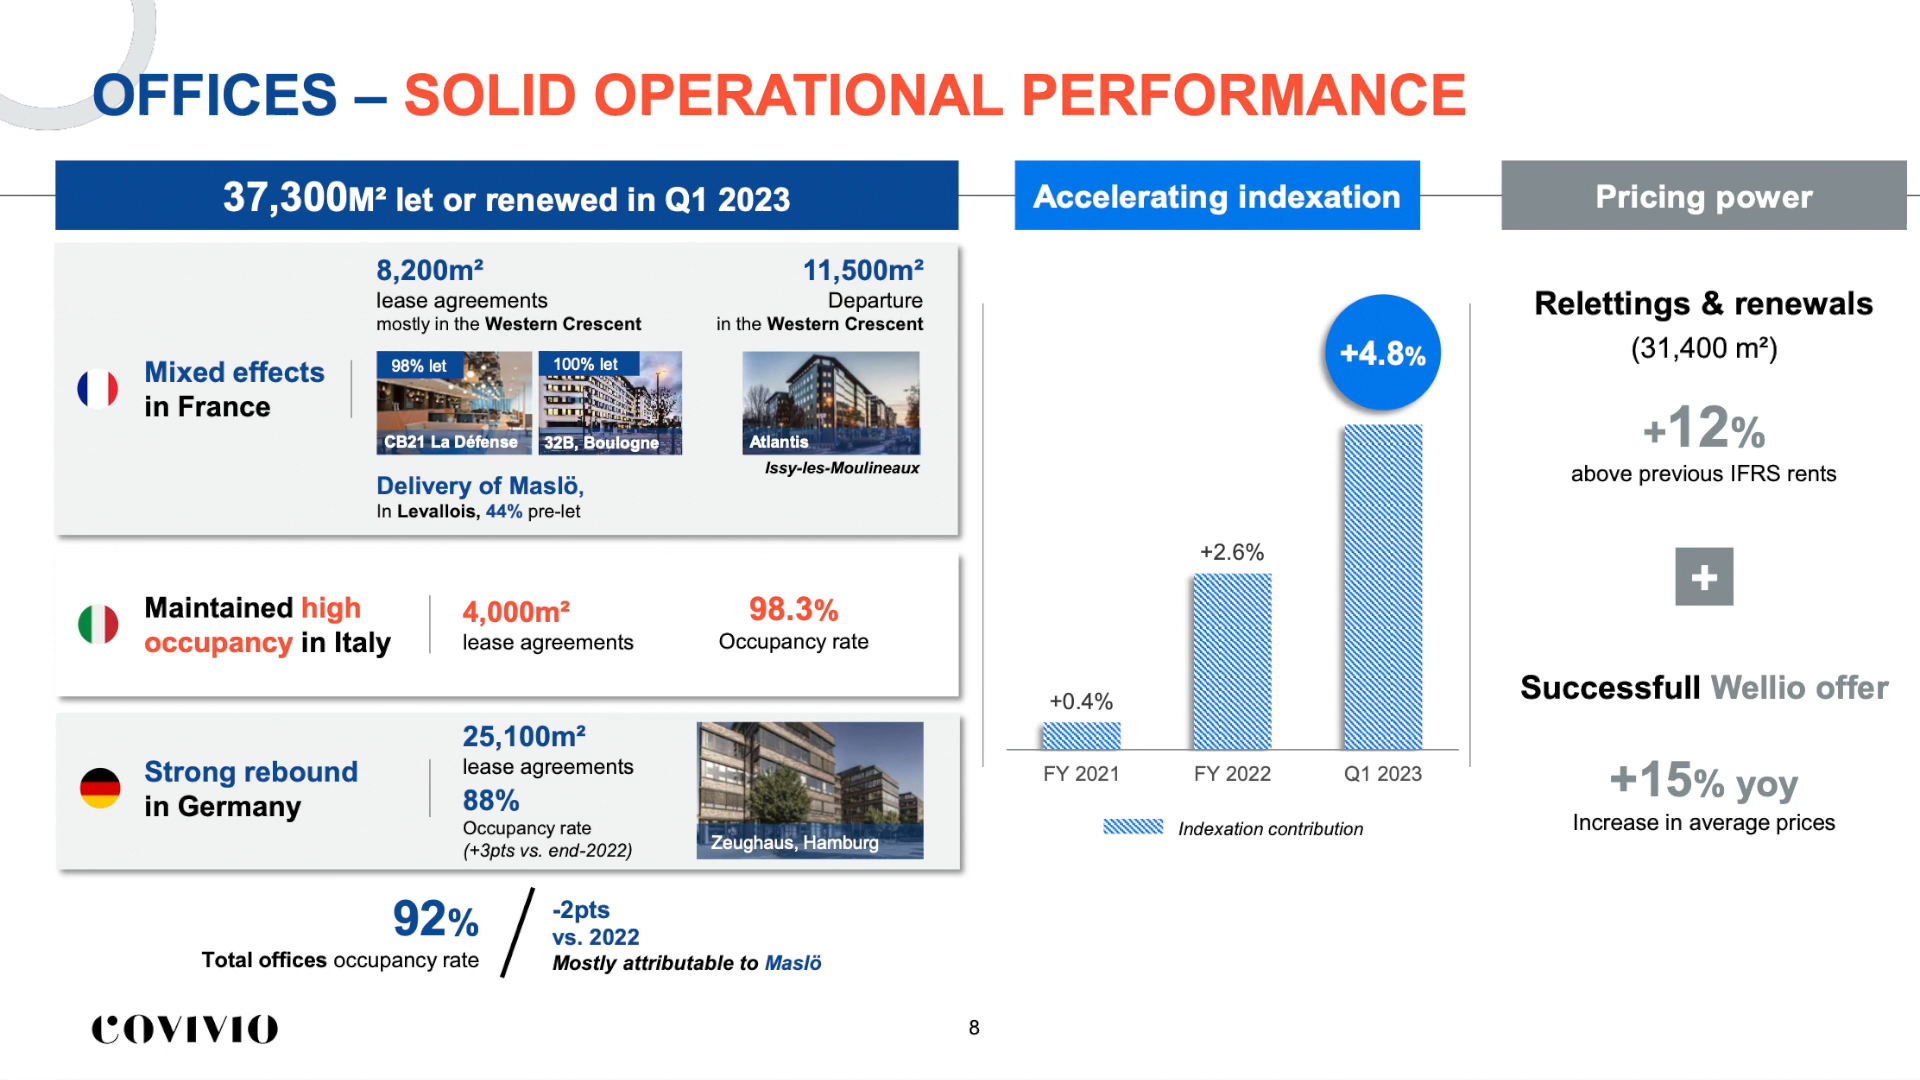 OFFICES – SOLID OPERATIONAL PERFORMANCE
37,300M² let or renewed in Q1 2023
Mixed effects
in France
8,200m²
lease agreements
mostly in the Western Crescent
98% let
CB21 La Défense
100% let
32B, Boulogne
Delivery of Maslö,
In Levallois, 44% pre-let
11,500m²
Departure
in the Western Crescent
Atlantis
Issy-les-Moulineaux
Maintained high
occupancy in Italy
4,000m²
lease agreements
98.3%
Occupancy rate
Strong rebound
in Germany
25,100m²
lease agreements
88%
Occupancy rate
(+3pts vs. end-2022)
Zeughaus, Hamburg
92%
Total offices occupancy rate
-2pts
vs. 2022
Mostly attributable to Maslö
Accelerating indexation
+0.4%
+2.6%
+4.8%
FY 2021
FY 2022
Q1 2023
Indexation contribution
Pricing power
Relettings & renewals
(31,400 m²)
+12%
above previous IFRS rents
+
Successfull Wellio offer
+15% yoy
Increase in average prices
COVIVIO
8